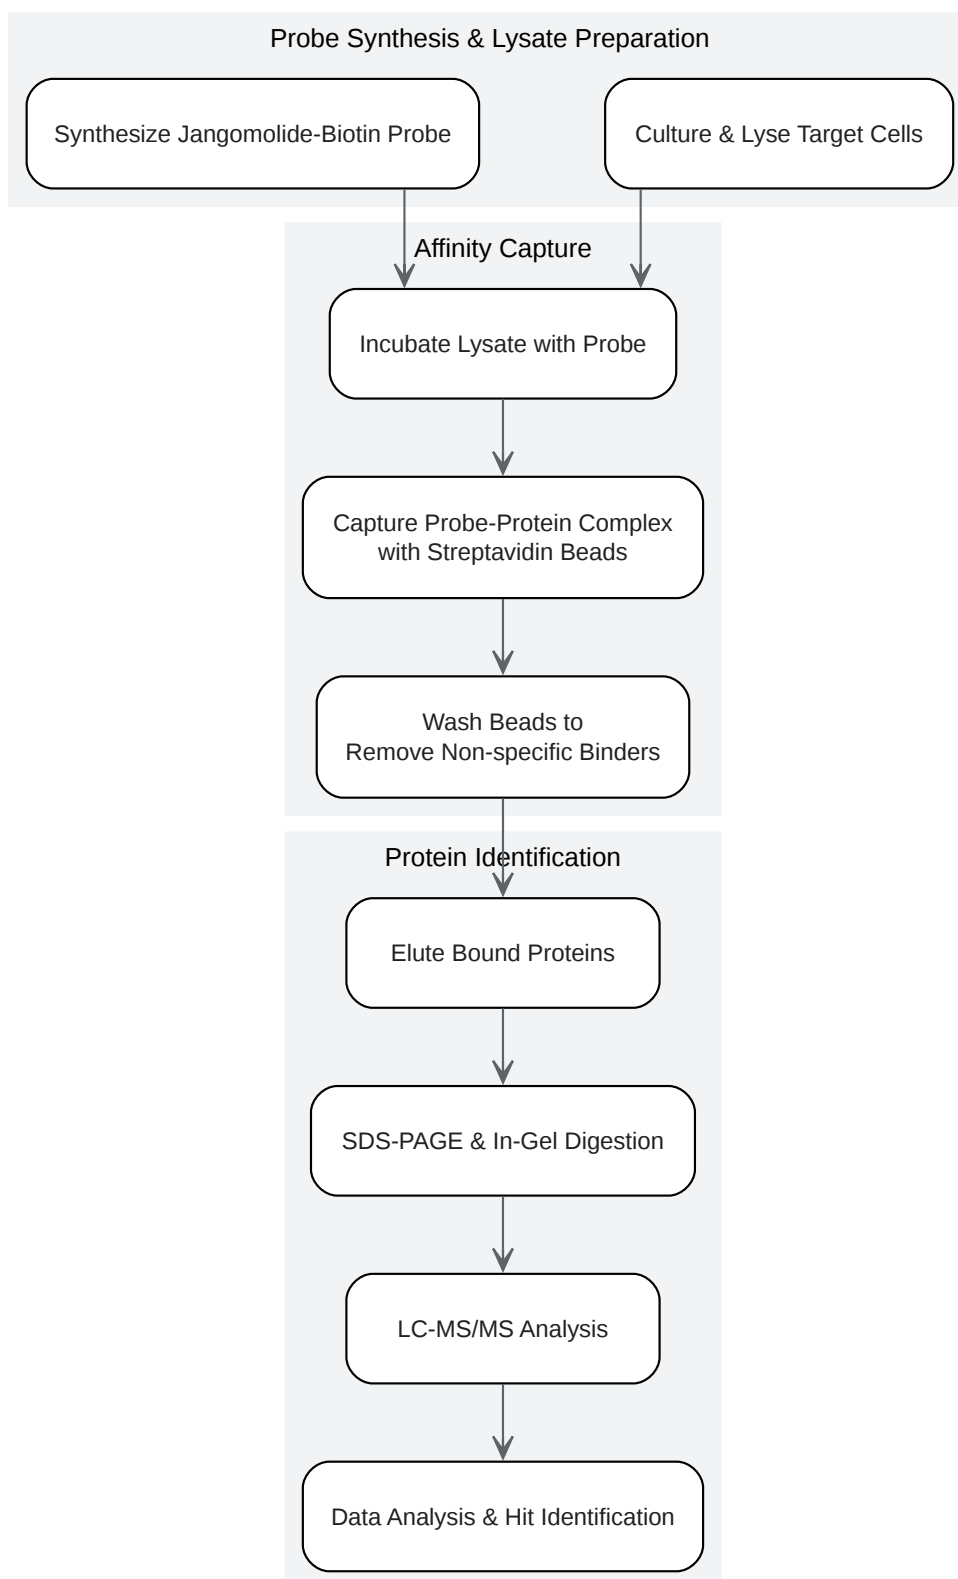 Probe Synthesis & Lysate Preparation
Synthesize Jangomolide-Biotin Probe
Culture & Lyse Target Cells
Affinity Capture
Incubate Lysate with Probe
Capture Probe-Protein Complex
with Streptavidin Beads
Wash Beads to
Remove Non-specific Binders
Protein Identification
Elute Bound Proteins
SDS-PAGE & In-Gel Digestion
LC-MS/MS Analysis
Data Analysis & Hit Identification